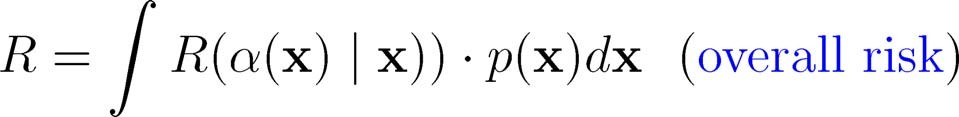 R = ∫ R(α(𝐱) | 𝐱)) · p(𝐱)d𝐱 (overall risk)